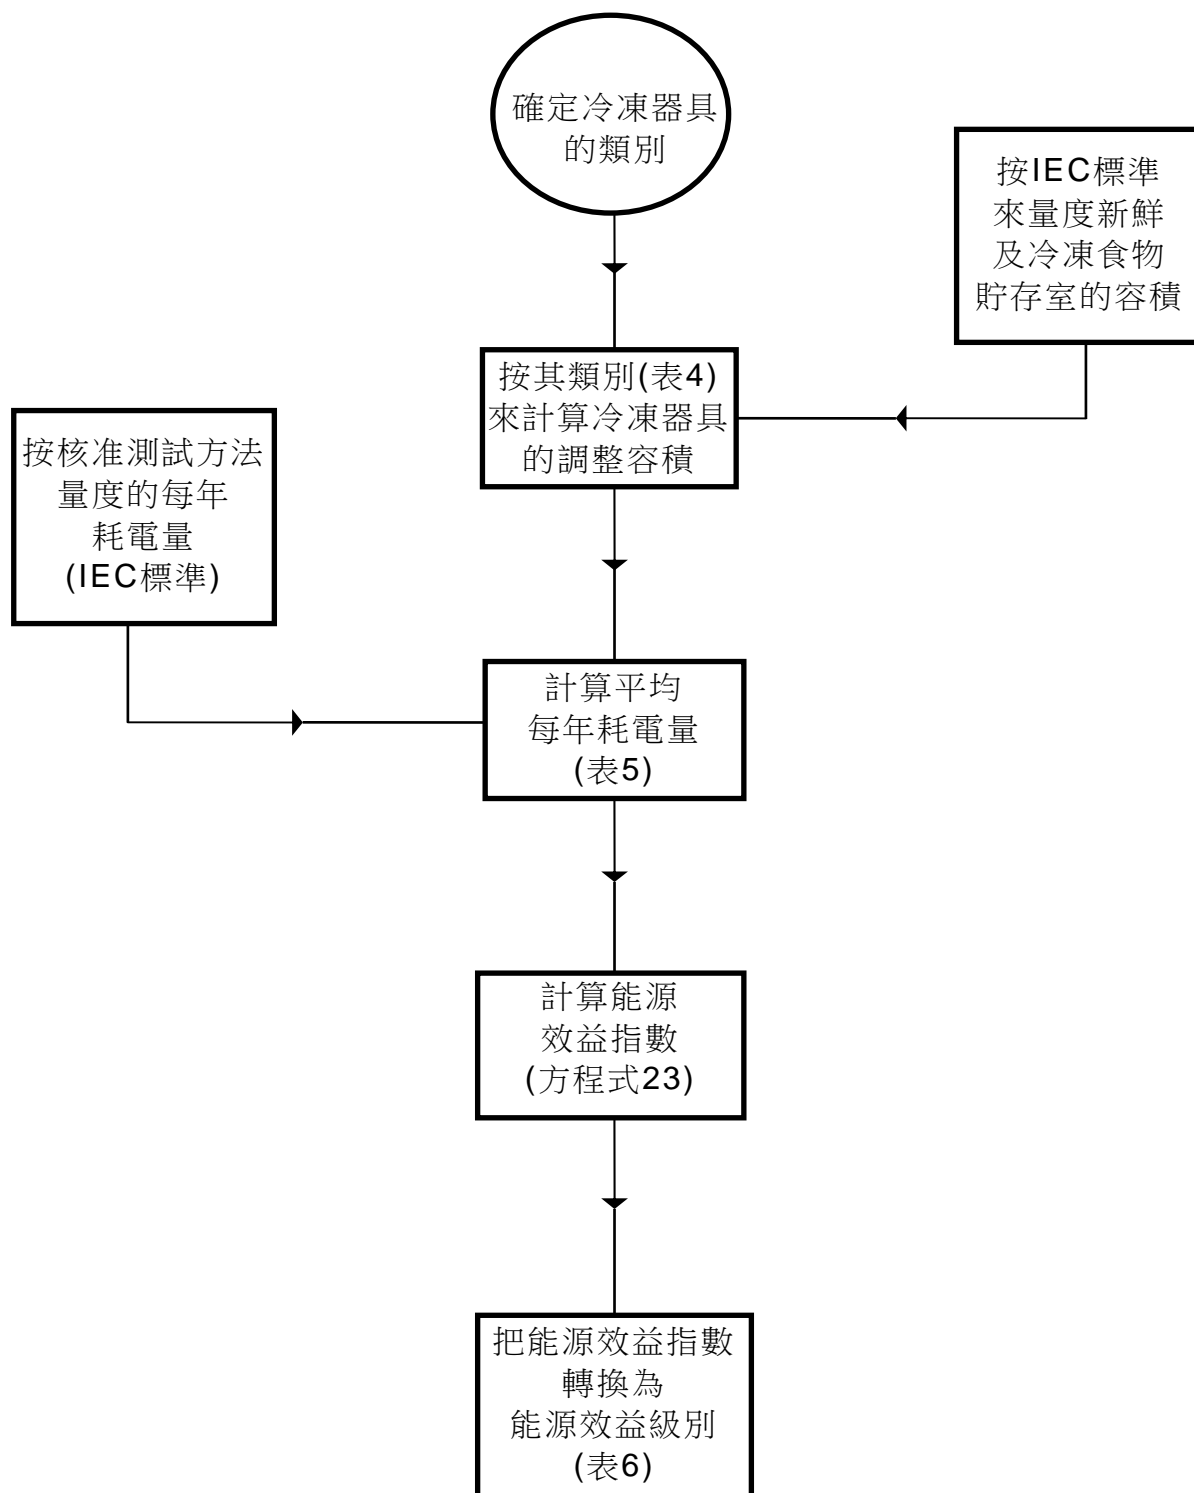 確定冷凍器具
的類別
按IEC標準
來量度新鮮
及冷凍食物
貯存室的容積
按其類別(表4)
來計算冷凍器具
的調整容積
按核准測試方法
量度的每年
耗電量
(IEC標準)
計算平均
每年耗電量
(表5)
計算能源
效益指數
(方程式23)
把能源效益指數
轉換為
能源效益級別
(表6)